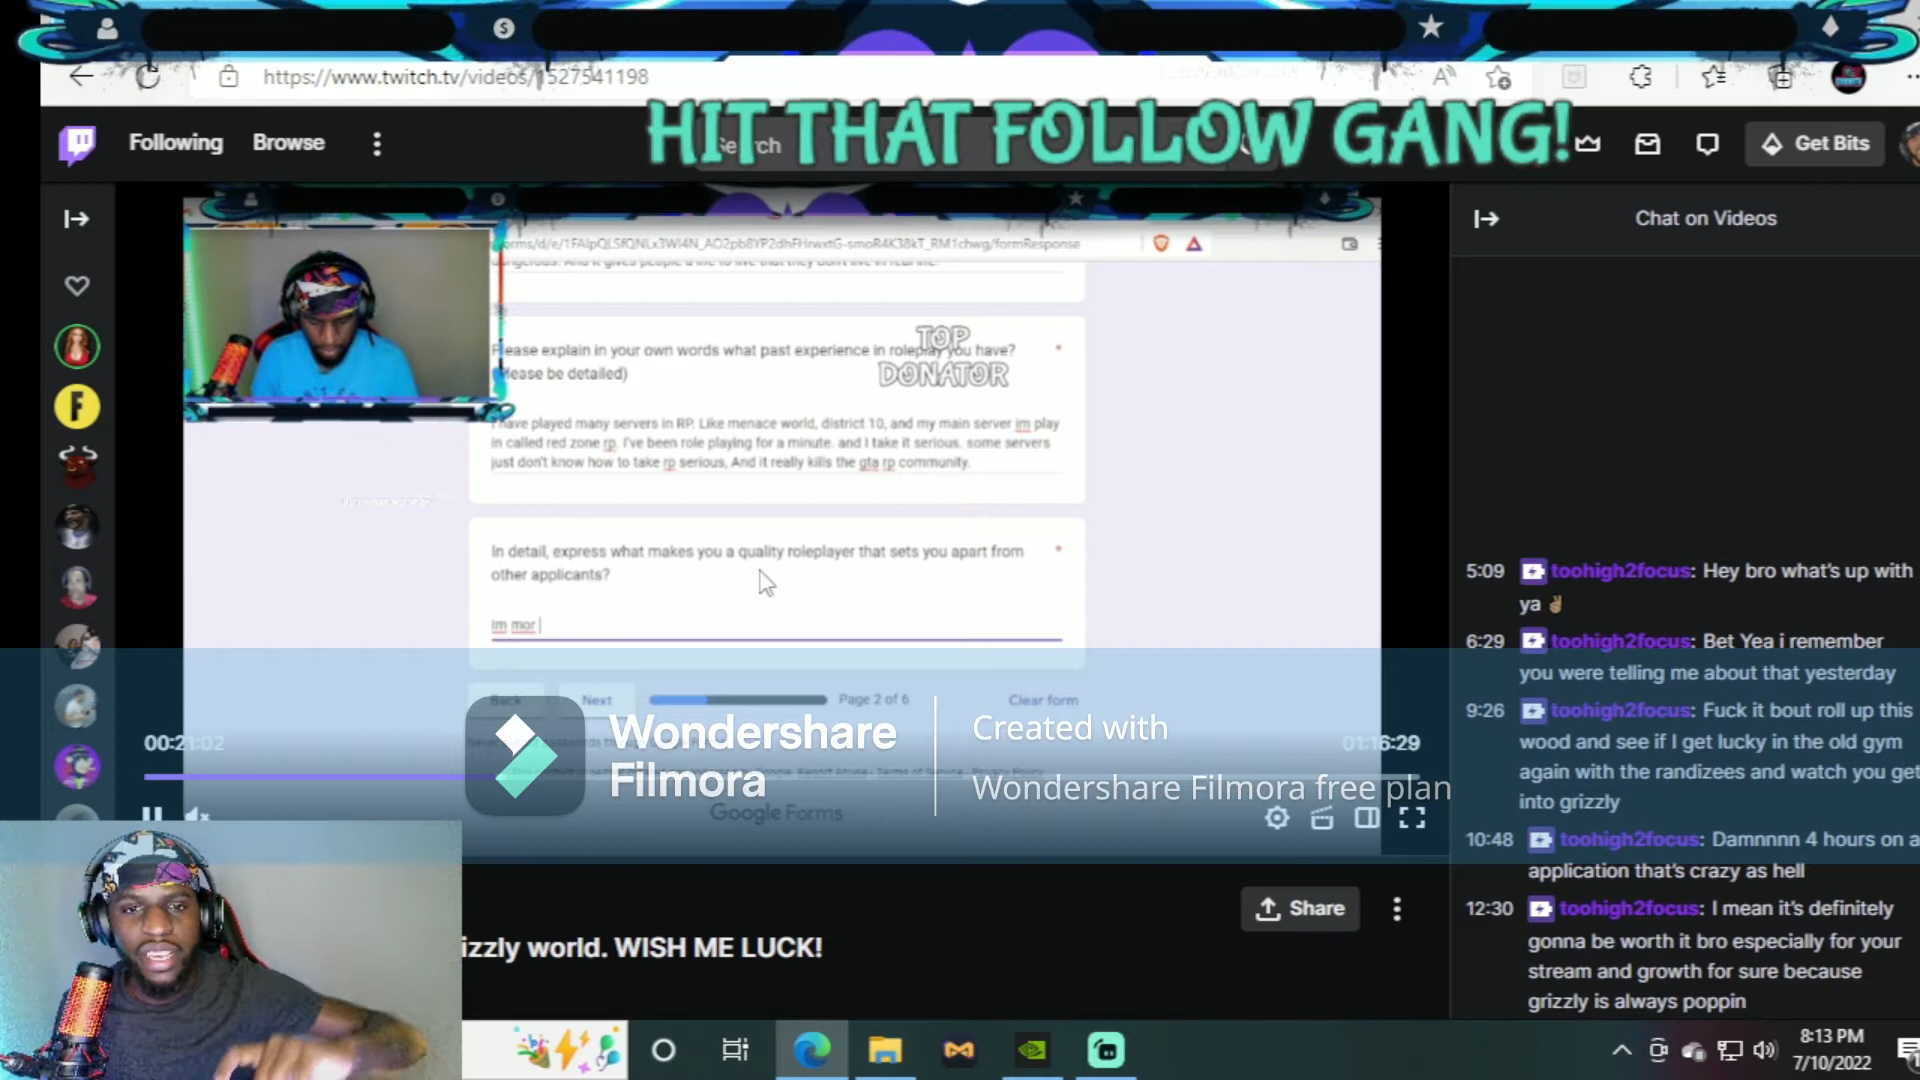 https://www.twitch.tv/videos/1527541198
HIT THAT FOLLOW GANG!
Following
Browse
Search
Get Bits
Chat on Videos
TOP
DONATOR
Please explain in your own words what past experience in roleplay you have?
(Please be detailed)
I have played many servers in RP. Like menace world, district 10, and my main server im play
in called red zone rp. I've been role playing for a minute. and I take it serious. some servers
just don't know how to take rp serious, And it really kills the gta rp community.
In detail, express what makes you a quality roleplayer that sets you apart from
other applicants?
Im mor
Back
Next
Page 2 of 6
Clear form
Google Forms
00:21:02
01:16:29
Wondershare
Filmora
Created with
Wondershare Filmora free plan
5:09 toohigh2focus: Hey bro what's up with
ya
6:29 toohigh2focus: Bet Yea i remember
you were telling me about that yesterday
9:26 toohigh2focus: Fuck it bout roll up this
wood and see if I get lucky in the old gym
again with the randizees and watch you get
into grizzly
10:48 toohigh2focus: Damnnnn 4 hours on a
application that's crazy as hell
12:30 toohigh2focus: I mean it's definitely
gonna be worth it bro especially for your
stream and growth for sure because
grizzly is always poppin
Share
izzly world. WISH ME LUCK!
8:13 PM
7/10/2022